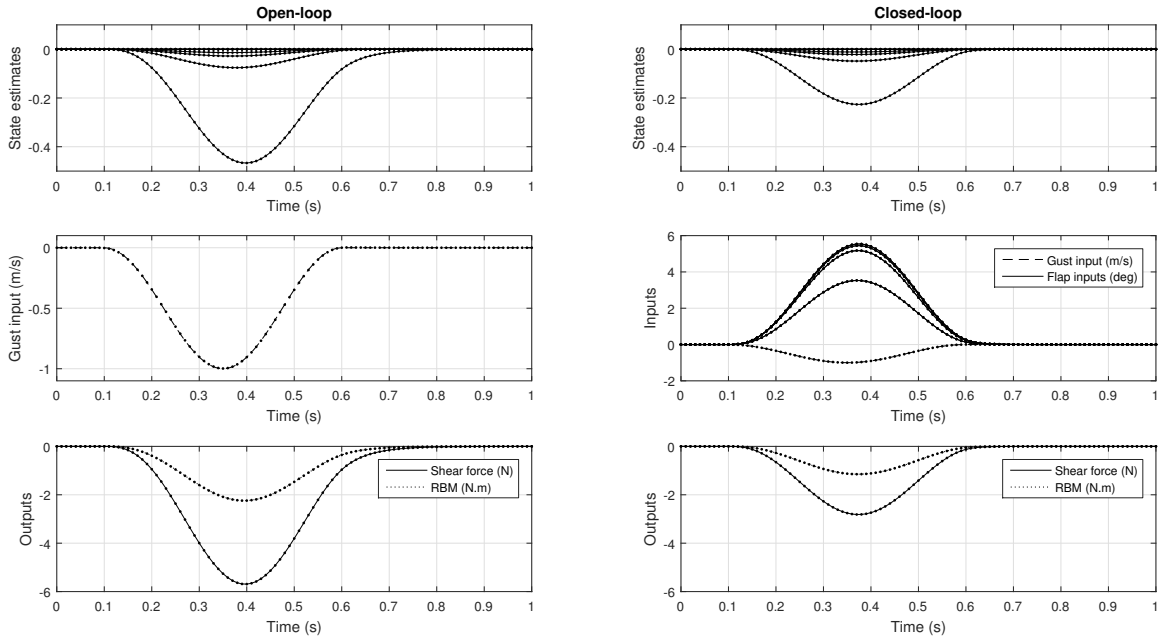 Open-loop
State estimates
0
-0.2
-0.4
0 0.1 0.2 0.3 0.4 0.5 0.6 0.7 0.8 0.9 1
Time (s)
Gust input (m/s)
0
-0.5
-1
0 0.1 0.2 0.3 0.4 0.5 0.6 0.7 0.8 0.9 1
Time (s)
Outputs
0
-2
-4
-6
Shear force (N)
RBM (N.m)
0 0.1 0.2 0.3 0.4 0.5 0.6 0.7 0.8 0.9 1
Time (s)
Closed-loop
State estimates
0
-0.2
-0.4
0 0.1 0.2 0.3 0.4 0.5 0.6 0.7 0.8 0.9 1
Time (s)
Inputs
6
4
2
0
-2
Gust input (m/s)
Flap inputs (deg)
0 0.1 0.2 0.3 0.4 0.5 0.6 0.7 0.8 0.9 1
Time (s)
Outputs
0
-2
-4
-6
Shear force (N)
RBM (N.m)
0 0.1 0.2 0.3 0.4 0.5 0.6 0.7 0.8 0.9 1
Time (s)